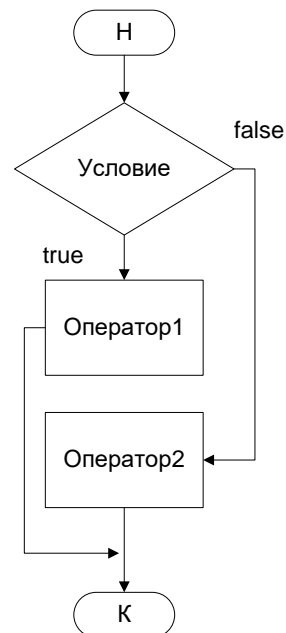 Н
false
Условие
true
Оператор1
Оператор2
К